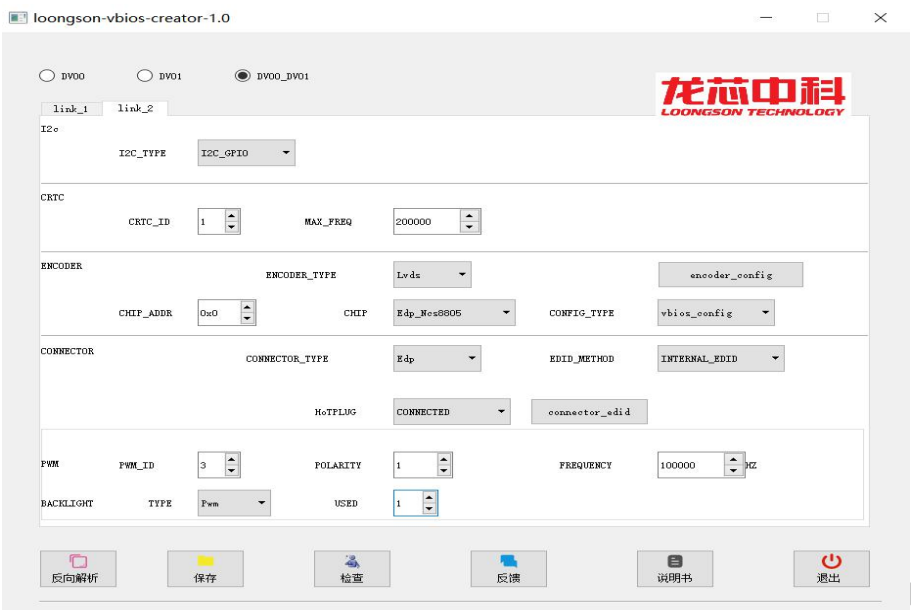 loongson-vbios-creator-1.0
DVO0 DVO1 DVO0_DVO1
龙芯中科
LOONGSON TECHNOLOGY
link_1 link_2
I2c
I2C_TYPE I2C_GPIO
CRTC
CRTC_ID 1 MAX_FREQ 200000
ENCODER
ENCODER_TYPE Lvds encoder_config
CHIP_ADDR 0x0 CHIP Edp_Ncs8805 CONFIG_TYPE vbios_config
CONNECTOR
CONNECTOR_TYPE Edp EDID_METHOD INTERNAL_EDID
HoTPLUG CONNECTED connector_edid
PWM PWM_ID 3 POLARITY 1 FREQUENCY 100000 HZ
BACKLIGHT TYPE Pwm USED 1
反向解析 保存 检查 反馈 说明书 退出